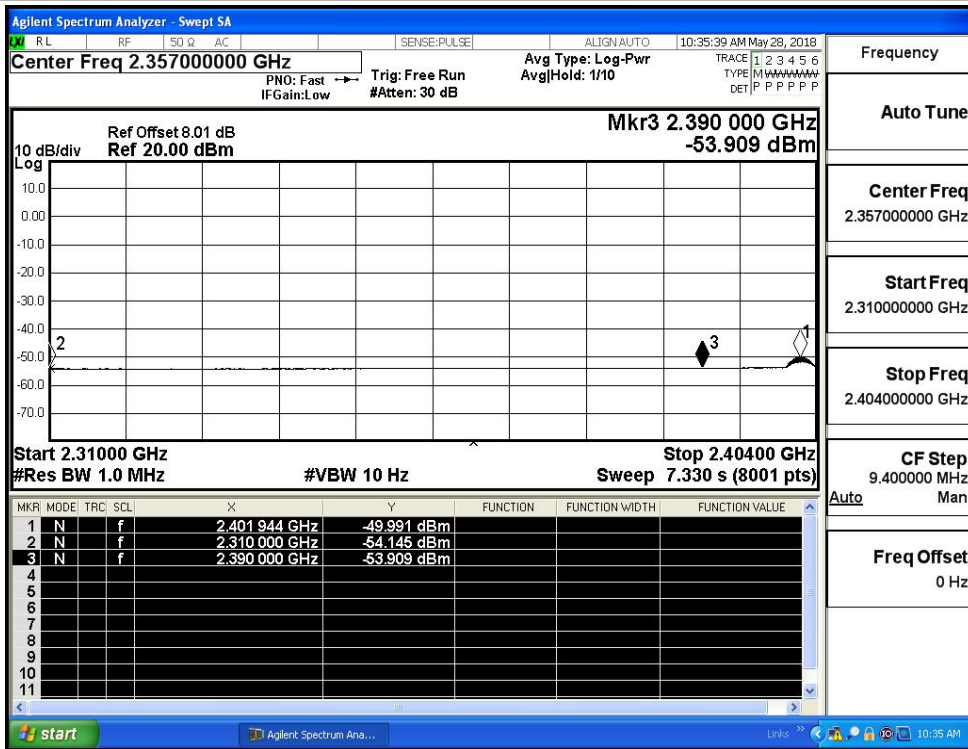 Agilent Spectrum Analyzer - Swept SA
LXI RL RF 50 Ω AC SENSE:PULSE ALIGN AUTO 10:35:39 AM May 28, 2018
Center Freq 2.357000000 GHz
PNO: Fast
IFGain:Low
Trig: Free Run
#Atten: 30 dB
Avg Type: Log-Pwr
Avg|Hold: 1/10
TRACE 1 2 3 4 5 6
TYPE M WWWWW
DET P P P P P P
Ref Offset 8.01 dB
Ref 20.00 dBm
10 dB/div
Log
Mkr3 2.390 000 GHz
-53.909 dBm
10.0
0.00
-10.0
-20.0
-30.0
-40.0
-50.0
-60.0
-70.0
2
3
1
Start 2.31000 GHz Stop 2.40400 GHz
#Res BW 1.0 MHz #VBW 10 Hz Sweep 7.330 s (8001 pts)
MKR MODE TRC SCL X Y FUNCTION FUNCTION WIDTH FUNCTION VALUE
1 N f 2.401 944 GHz -49.991 dBm
2 N f 2.310 000 GHz -54.145 dBm
3 N f 2.390 000 GHz -53.909 dBm
4
5
6
7
8
9
10
11
Frequency
Auto Tune
Center Freq
2.357000000 GHz
Start Freq
2.310000000 GHz
Stop Freq
2.404000000 GHz
CF Step
9.400000 MHz
Auto Man
Freq Offset
0 Hz
start Agilent Spectrum Ana... Links 10:35 AM